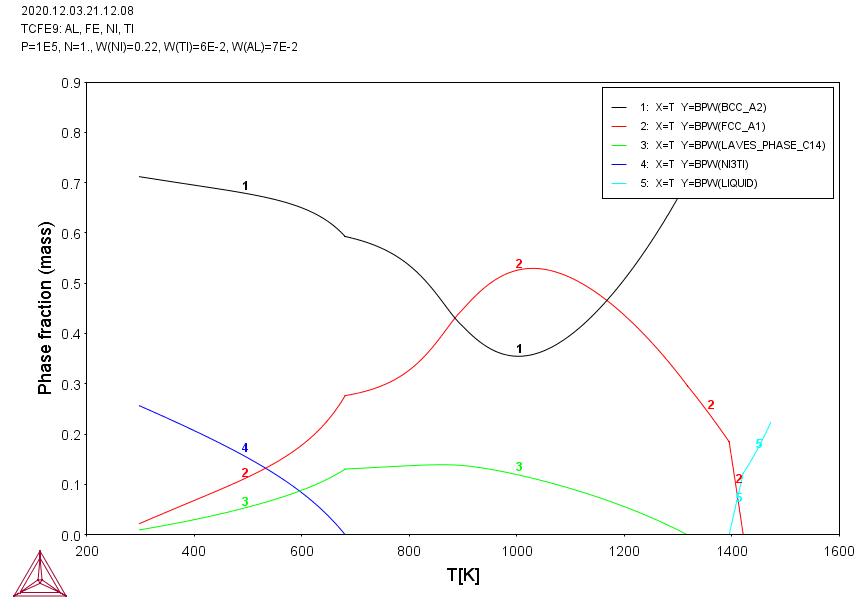 2020.12.03.21.12.08
TCFE9: AL, FE, NI, TI
P=1E5, N=1., W(NI)=0.22, W(TI)=6E-2, W(AL)=7E-2
1: X=T Y=BPW(BCC_A2)
2: X=T Y=BPW(FCC_A1)
3: X=T Y=BPW(LAVES_PHASE_C14)
4: X=T Y=BPW(NI3TI)
5: X=T Y=BPW(LIQUID)
Phase fraction (mass)
0.9
0.8
0.7
0.6
0.5
0.4
0.3
0.2
0.1
0.0
1
4
2
3
2
1
3
2
5
2
5
200 400 600 800 1000 1200 1400 1600
T[K]